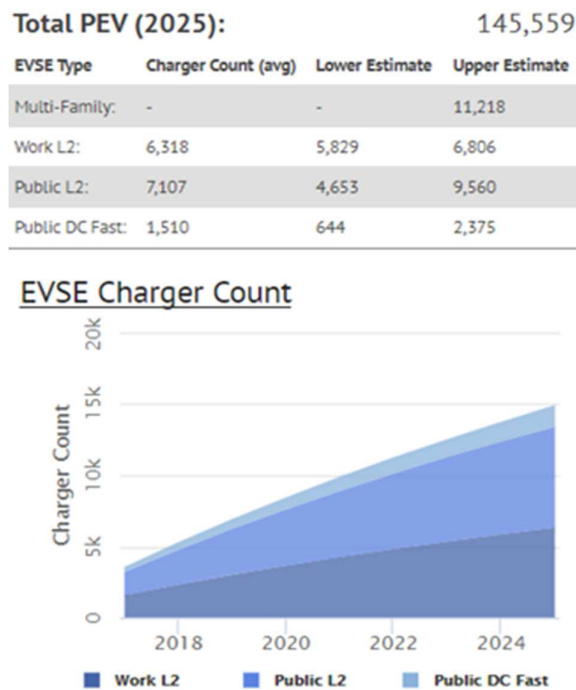 Total PEV (2025): 145,559
EVSE Type Charger Count (avg) Lower Estimate Upper Estimate
Multi-Family: - - 11,218
Work L2: 6,318 5,829 6,806
Public L2: 7,107 4,653 9,560
Public DC Fast: 1,510 644 2,375
EVSE Charger Count
Charger Count
20k
15k
10k
5k
0
2018 2020 2022 2024
Work L2 Public L2 Public DC Fast